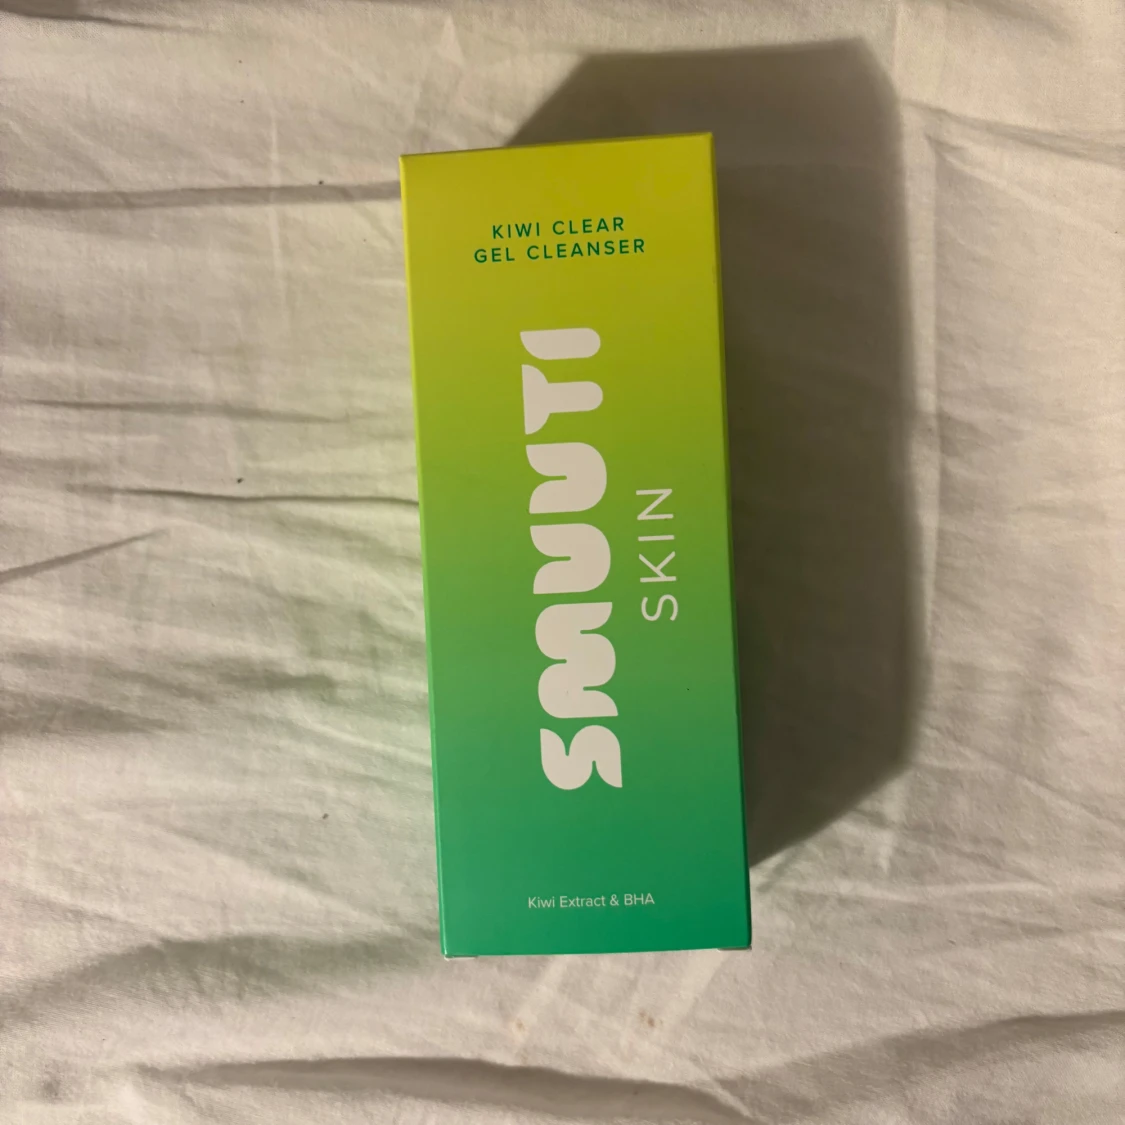 KIWI CLEAR
GEL CLEANSER
SMUUTI
SKIN
Kiwi Extract & BHA